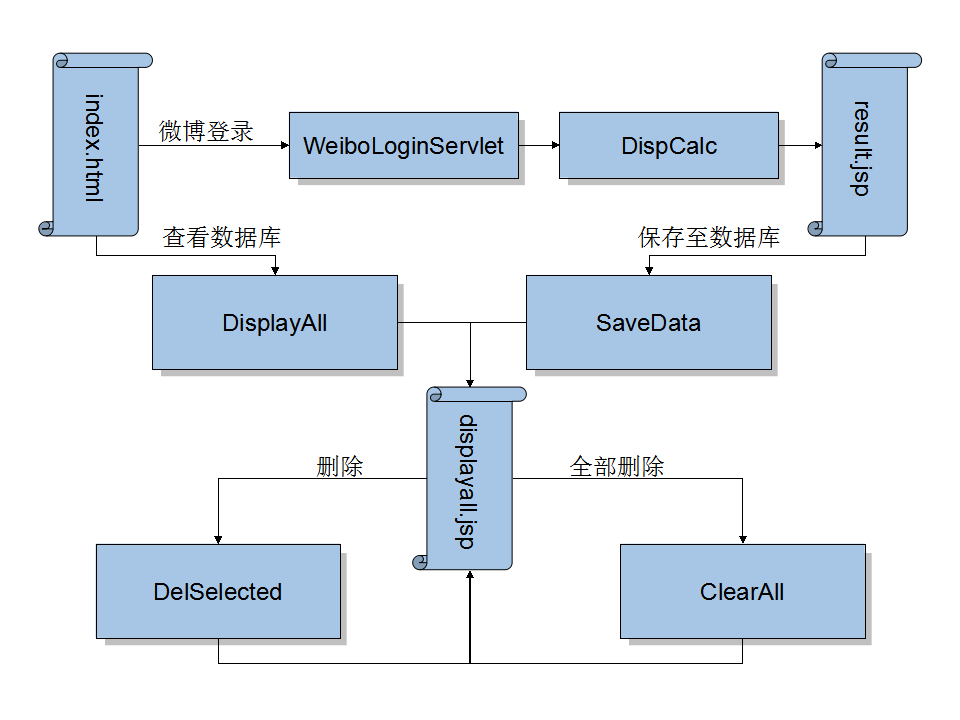 index.html
微博登录
WeiboLoginServlet
DispCalc
result.jsp
查看数据库
保存至数据库
DisplayAll
SaveData
displayall.jsp
删除
全部删除
DelSelected
ClearAll